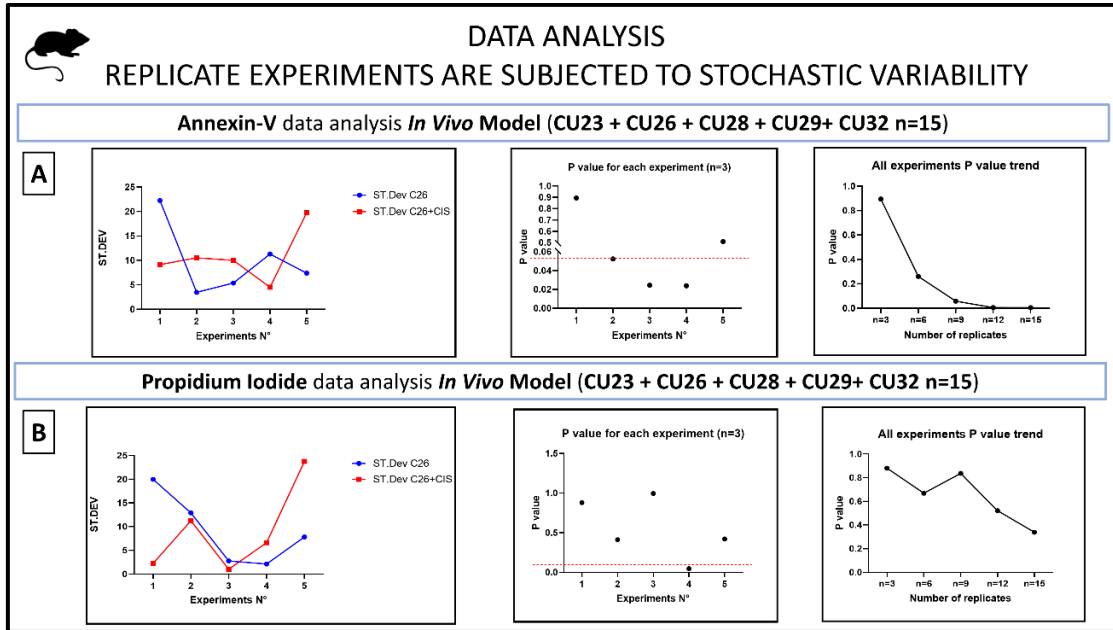 DATA ANALYSIS
REPLICATE EXPERIMENTS ARE SUBJECTED TO STOCHASTIC VARIABILITY
Annexin-V data analysis In Vivo Model (CU23 + CU26 + CU28 + CU29+ CU32 n=15)
A
25
20
15
10
5
0
ST.DEV
1 2 3 4 5
Experiments N°
ST.Dev C26
ST.Dev C26+CIS
P value for each experiment (n=3)
1.0
0.9
0.8
0.7
0.6
0.5
0.06
0.04
0.02
0.00
P value
1 2 3 4 5
Experiments N°
All experiments P value trend
1.0
0.8
0.6
0.4
0.2
0.0
P value
n=3 n=6 n=9 n=12 n=15
Number of replicates
Propidium Iodide data analysis In Vivo Model (CU23 + CU26 + CU28 + CU29+ CU32 n=15)
B
25
20
15
10
5
0
ST.DEV
1 2 3 4 5
Experiments N°
ST.Dev C26
ST.Dev C26+CIS
P value for each experiment (n=3)
1.5
1.0
0.5
0.0
P value
1 2 3 4 5
Experiments N°
All experiments P value trend
1.0
0.8
0.6
0.4
0.2
0.0
P value
n=3 n=6 n=9 n=12 n=15
Number of replicates